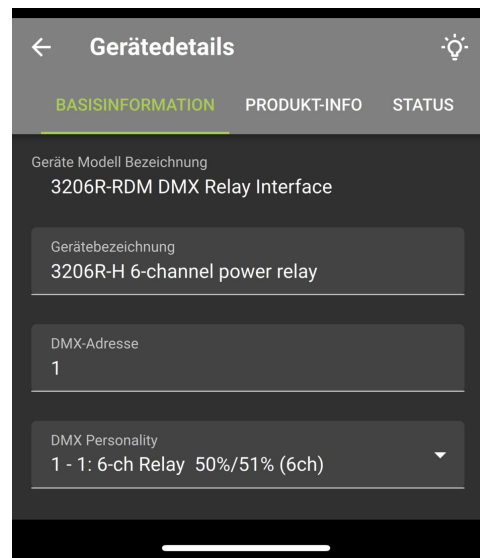 Gerätedetails
BASISINFORMATION PRODUKT-INFO STATUS
Geräte Modell Bezeichnung
3206R-RDM DMX Relay Interface
Gerätebezeichnung
3206R-H 6-channel power relay
DMX-Adresse
1
DMX Personality
1 - 1: 6-ch Relay  50%/51% (6ch)